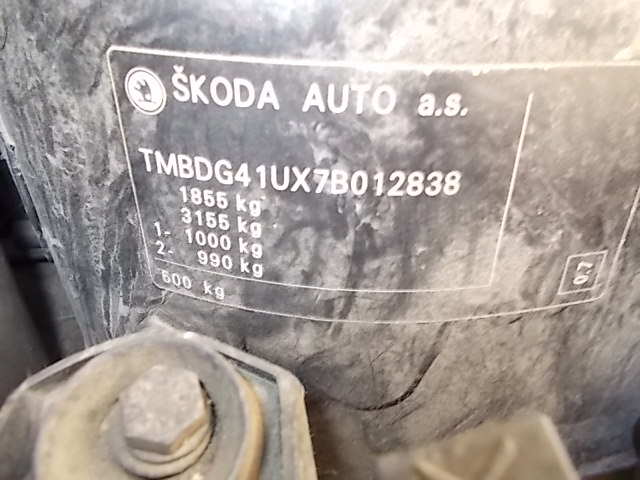 ŠKODA AUTO a.s.
TMBDG41UX7B012838
1855 kg
3155 kg
1- 1000 kg
2- 990 kg
600 kg